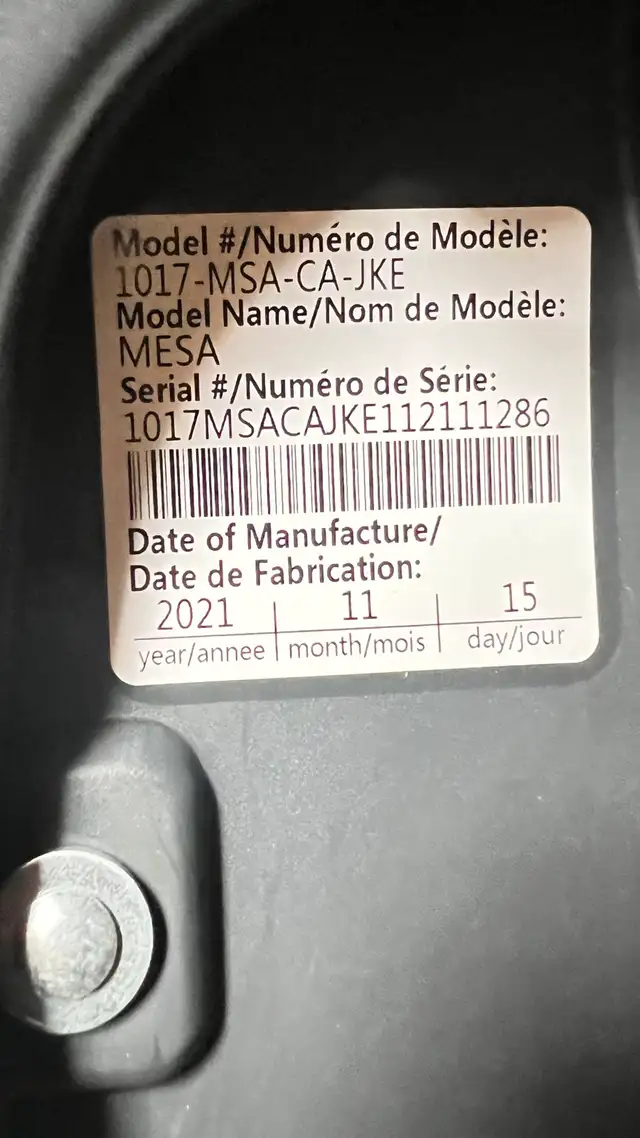 Model #/Numéro de Modèle:
1017-MSA-CA-JKE
Model Name/Nom de Modèle:
MESA
Serial #/Numéro de Série:
1017MSACAJKE112111286
Date of Manufacture/
Date de Fabrication:
2021 11 15
year/annee month/mois day/jour